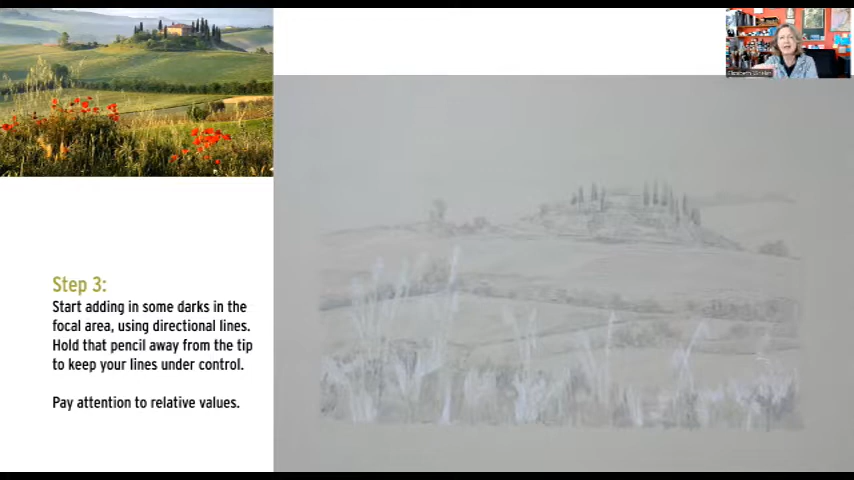 Step 3:
Start adding in some darks in the
focal area, using directional lines.
Hold that pencil away from the tip
to keep your lines under control.
Pay attention to relative values.